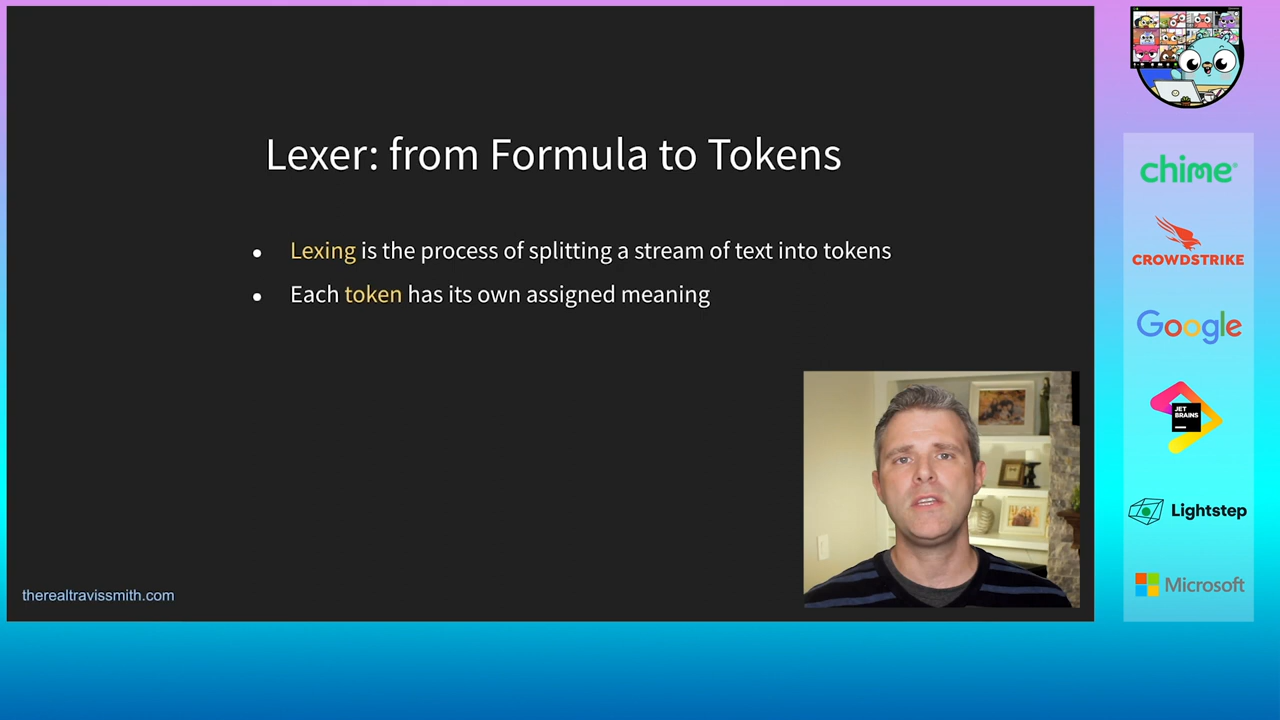 Lexer: from Formula to Tokens
• Lexing is the process of splitting a stream of text into tokens
• Each token has its own assigned meaning
therealtravissmith.com
chime®
CROWDSTRIKE
Google
JET
BRAINS
Lightstep
Microsoft